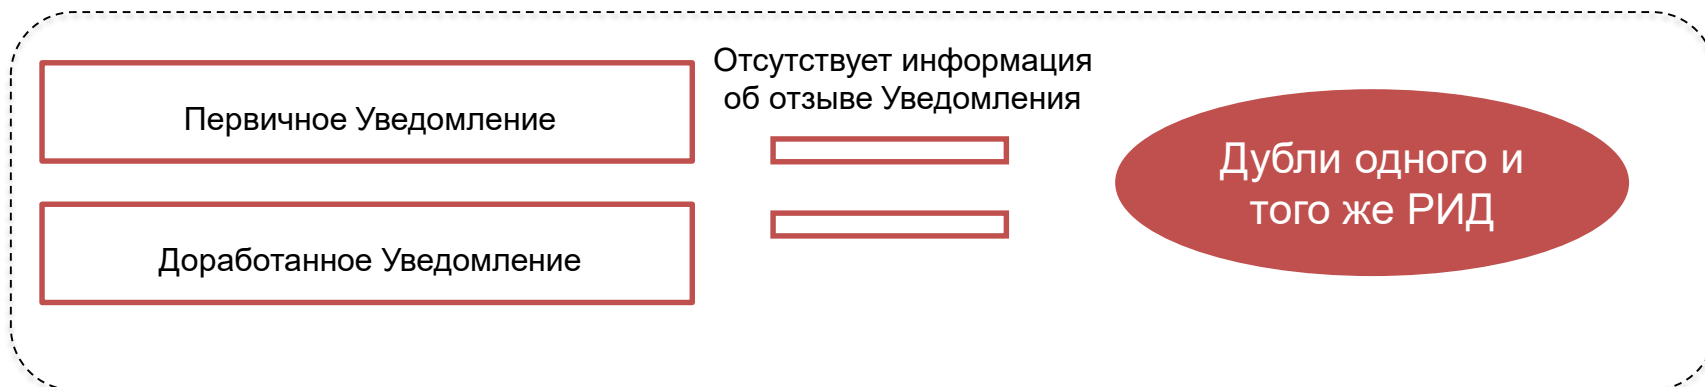 Первичное Уведомление
Доработанное Уведомление
Отсутствует информация
об отзыве Уведомления
Дубли одного и
того же РИД